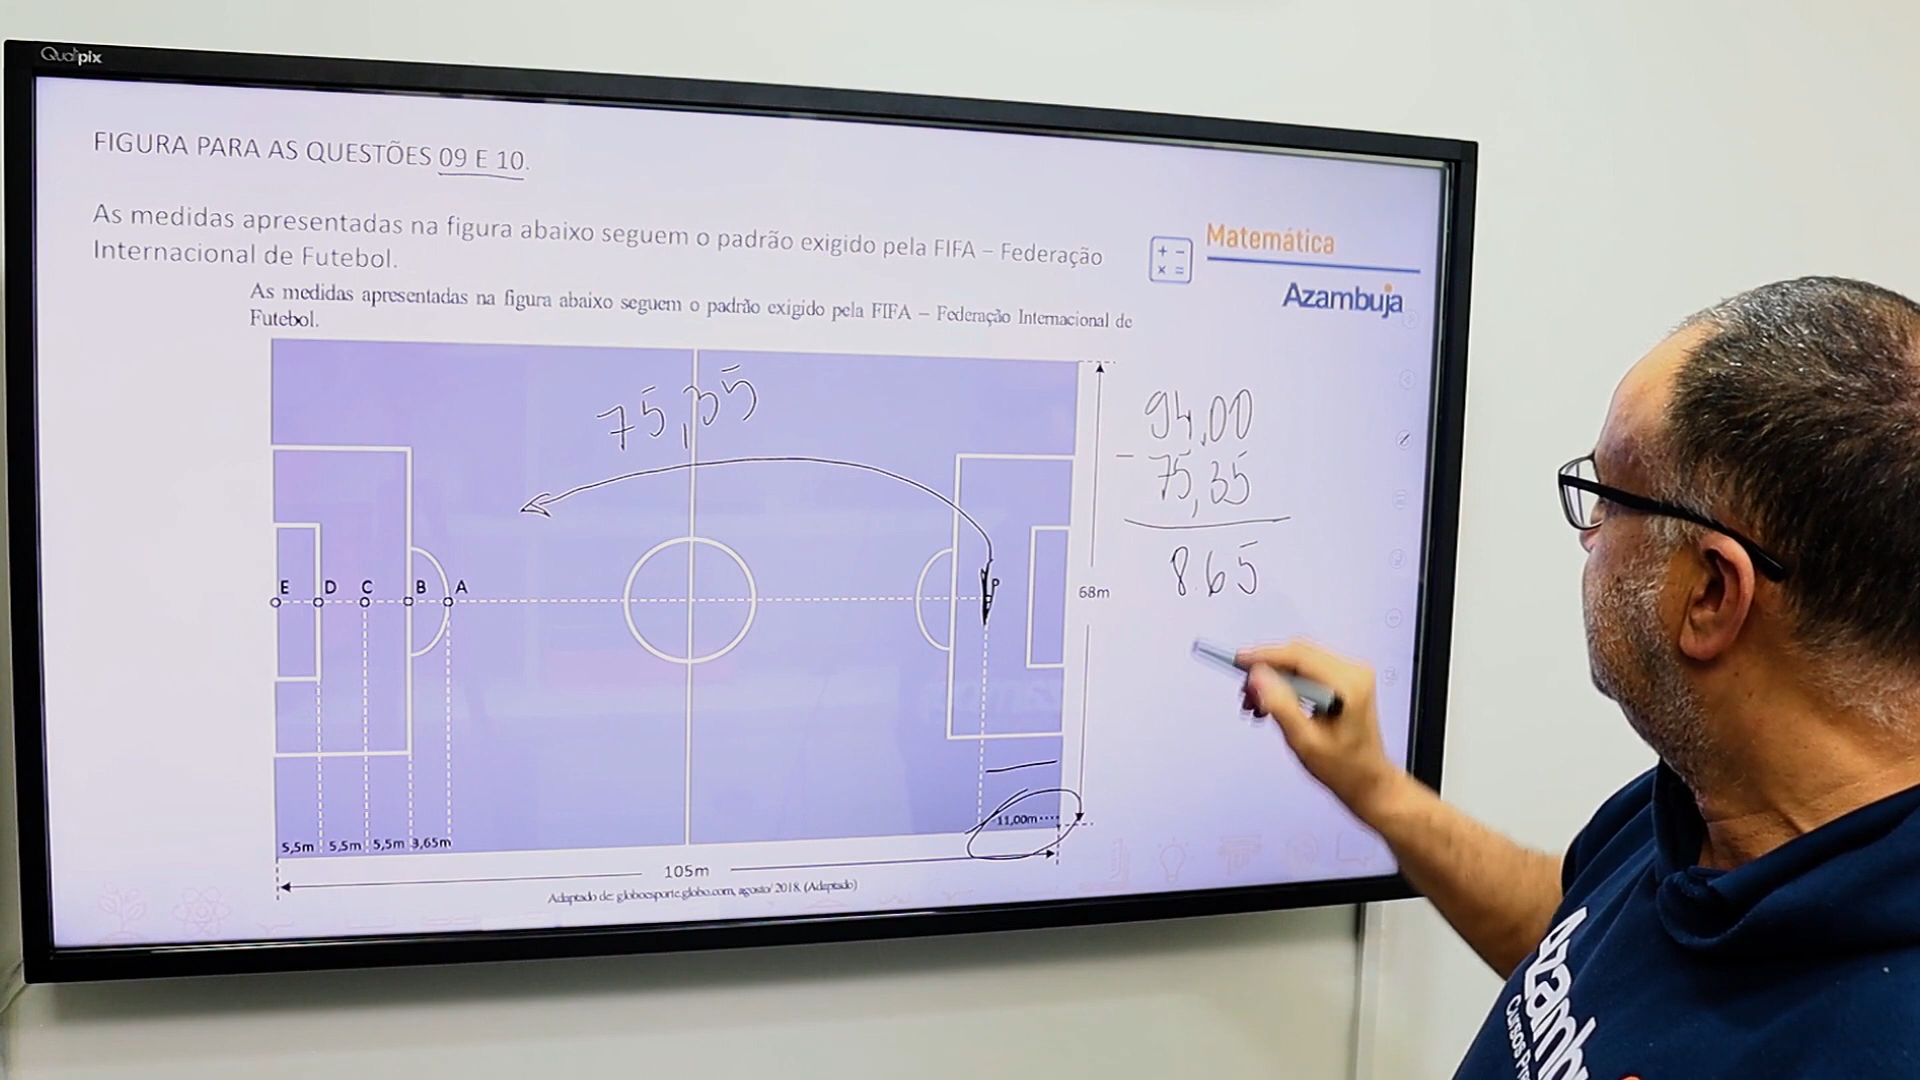 Qualipix
FIGURA PARA AS QUESTÕES 09 E 10.
As medidas apresentadas na figura abaixo seguem o padrão exigido pela FIFA – Federação
Internacional de Futebol.
Matemática
Azambuja
As medidas apresentadas na figura abaixo seguem o padrão exigido pela FIFA – Federação Internacional de
Futebol.
75,35
94,00
- 75,35
8.65
E D C B A
P
68m
11,00m
5,5m 5,5m 5,5m 3,65m
105m
Adaptado de: globoesporte.globo.com, agosto/ 2018. (Adaptado)
Azambu